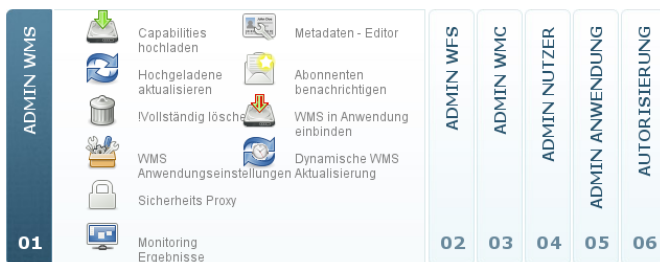 ADMIN WMS
01
Capabilities
hochladen
Hochgeladene
aktualisieren
!Vollständig lösche
WMS
Anwendungseinstellungen
Sicherheits Proxy
Monitoring
Ergebnisse
Metadaten - Editor
Abonnenten
benachrichtigen
WMS in Anwendung
einbinden
Dynamische WMS
Aktualisierung
ADMIN WFS
02
ADMIN WMC
03
ADMIN NUTZER
04
ADMIN ANWENDUNG
05
AUTORISIERUNG
06